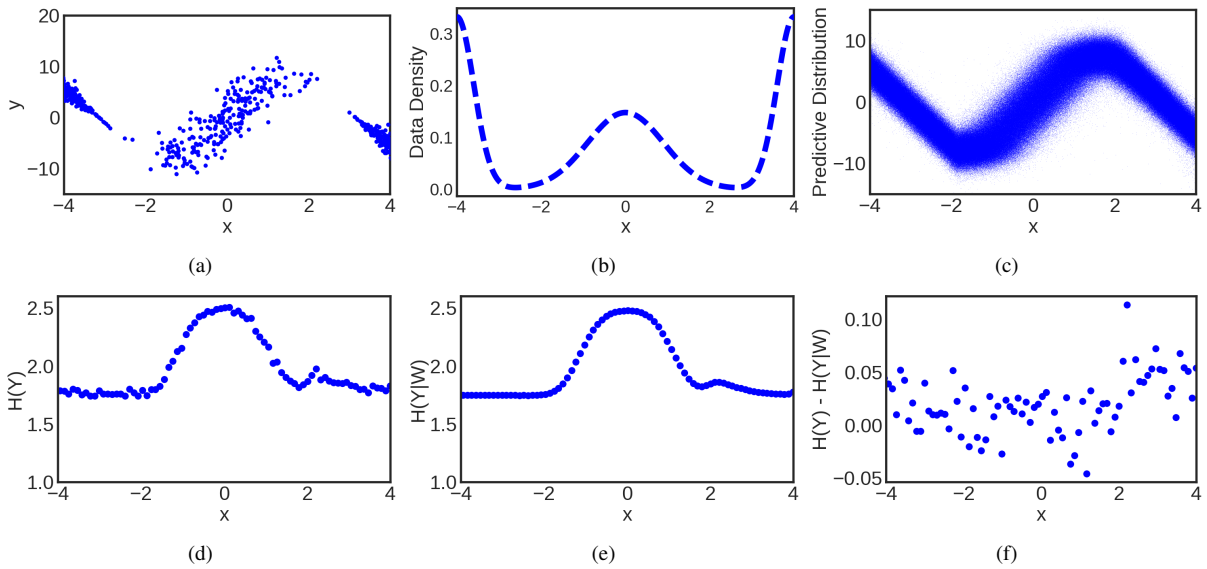 20
10
0
−10
y
−4 −2 0 2 4
x
(a)
0.3
0.2
0.1
0.0
Data Density
−4 −2 0 2 4
x
(b)
10
0
−10
Predictive Distribution
−4 −2 0 2 4
x
(c)
2.5
2.0
1.5
1.0
H(Y)
−4 −2 0 2 4
x
(d)
2.5
2.0
1.5
1.0
H(Y|W)
−4 −2 0 2 4
x
(e)
0.10
0.05
0.00
−0.05
H(Y) - H(Y|W)
−4 −2 0 2 4
x
(f)